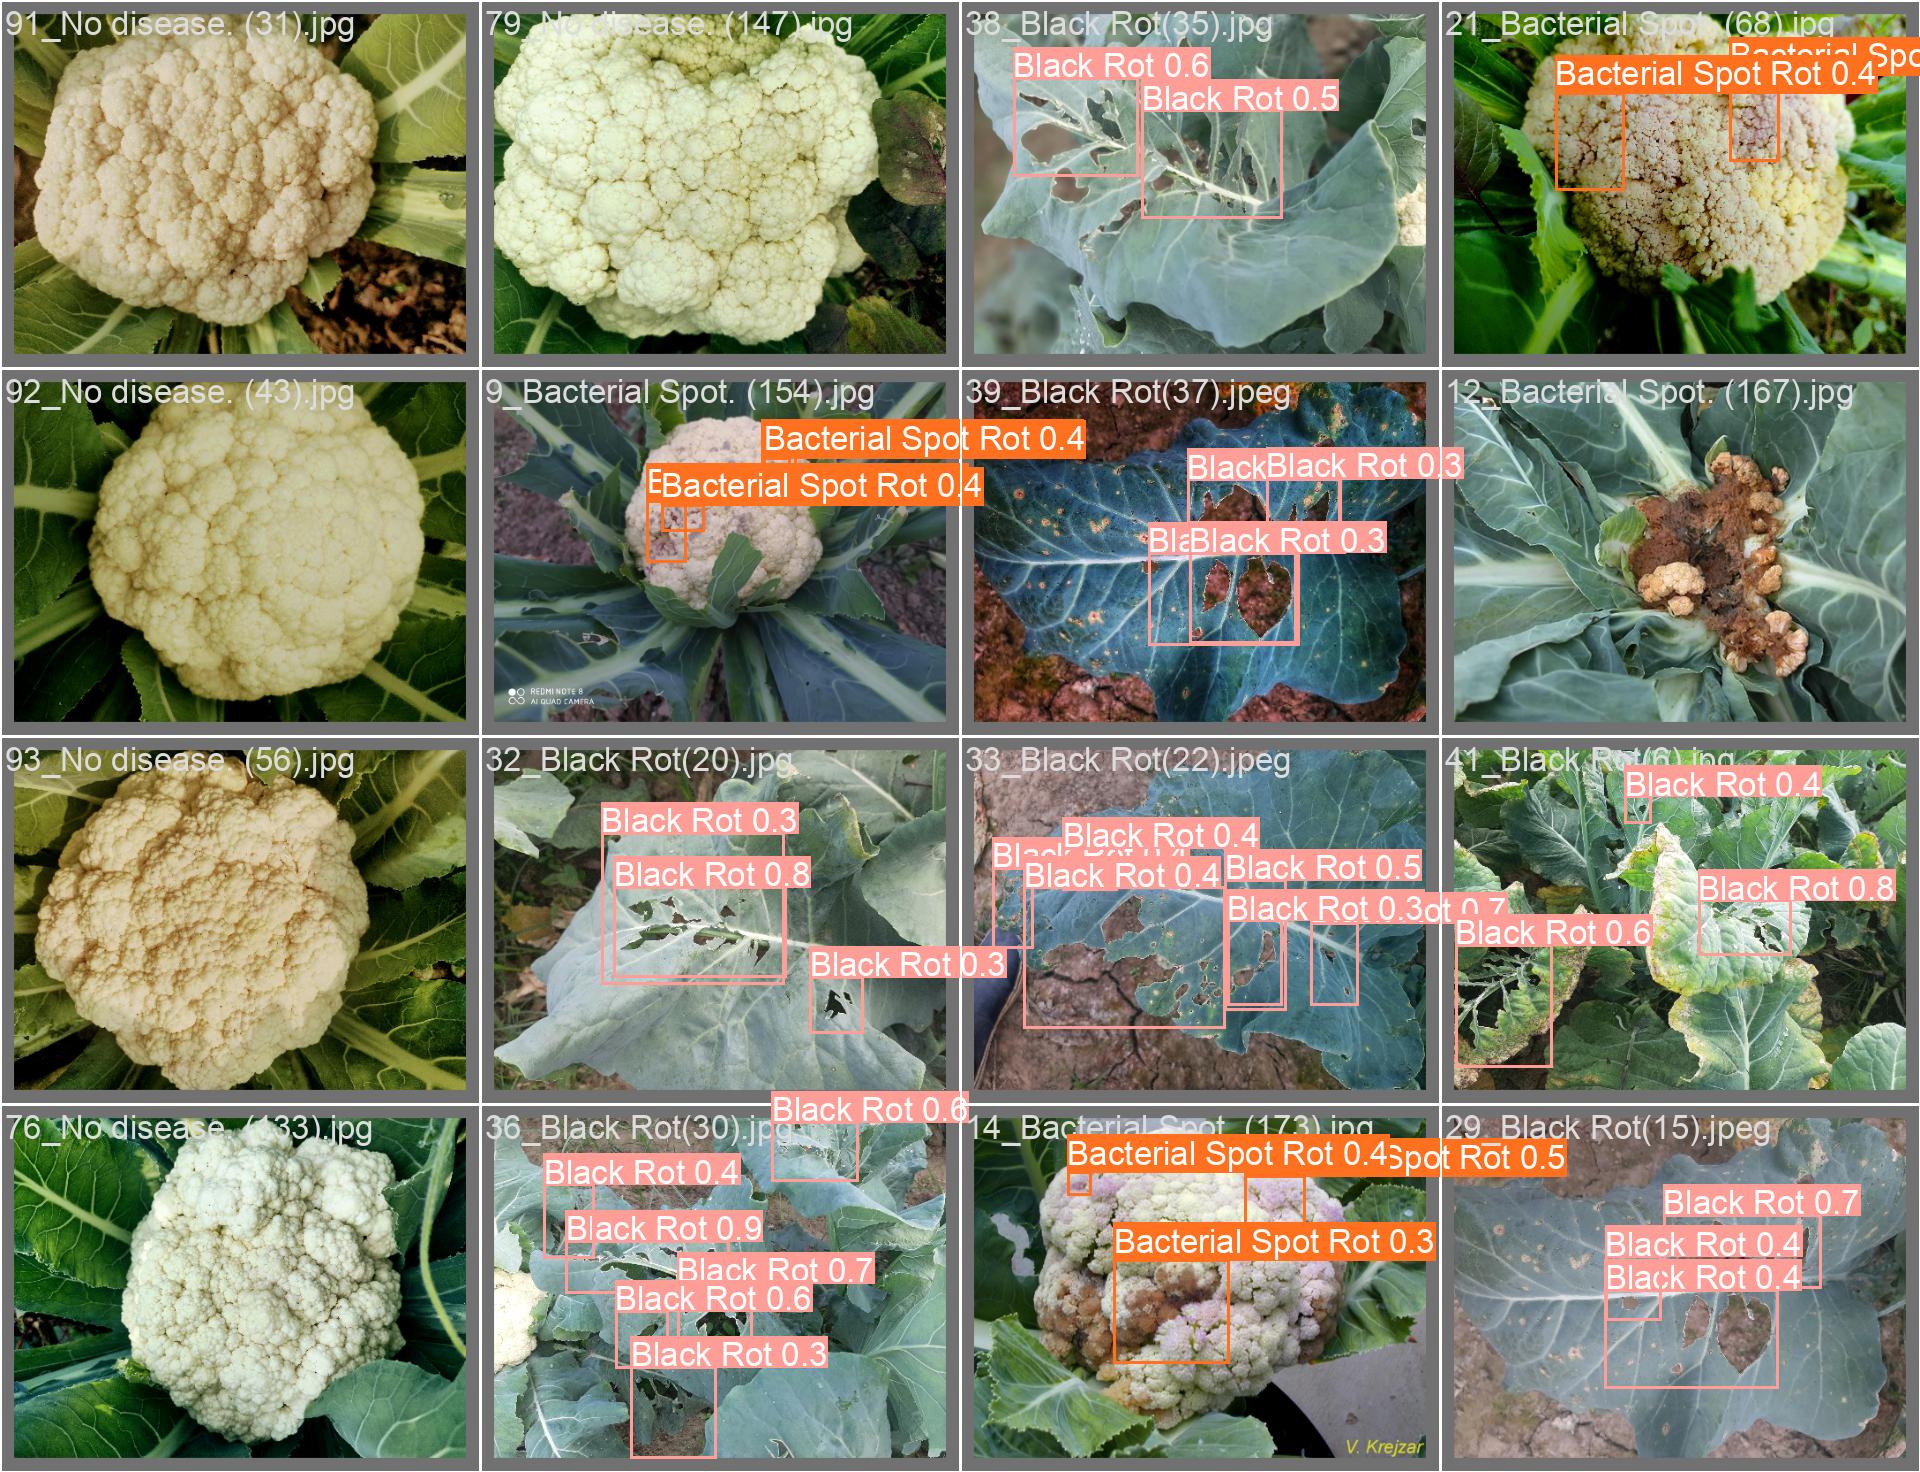 91_No disease. (31).jpg
79_No disease. (147).jpg
38_Black Rot(35).jpg
Black Rot 0.6
Black Rot 0.5
21_Bacterial Spot. (68).jpg
Bacterial Spo
Bacterial Spot Rot 0.4
92_No disease. (43).jpg
9_Bacterial Spot. (154).jpg
Bacterial Spot Rot 0.4
Bacterial Spot Rot 0.4
REDMI NOTE 8
AI QUAD CAMERA
39_Black Rot(37).jpeg
Black
Black Rot 0.3
Bla
Black Rot 0.3
12_Bacterial Spot. (167).jpg
93_No disease. (56).jpg
32_Black Rot(20).jpg
Black Rot 0.3
Black Rot 0.8
Black Rot 0.3
33_Black Rot(22).jpeg
Black Rot 0.4
Black Rot 0.4
Black Rot 0.5
Black Rot 0.3
ot 0.7
41_Black Rot(6).jpg
Black Rot 0.4
Black Rot 0.8
Black Rot 0.6
76_No disease. (133).jpg
36_Black Rot(30).jpg
Black Rot 0.6
Black Rot 0.4
Black Rot 0.9
Black Rot 0.7
Black Rot 0.6
Black Rot 0.3
14_Bacterial Spot. (173).jpg
Bacterial Spot Rot 0.4
Spot Rot 0.5
Bacterial Spot Rot 0.3
V. Krejzar
29_Black Rot(15).jpeg
Black Rot 0.7
Black Rot 0.4
Black Rot 0.4